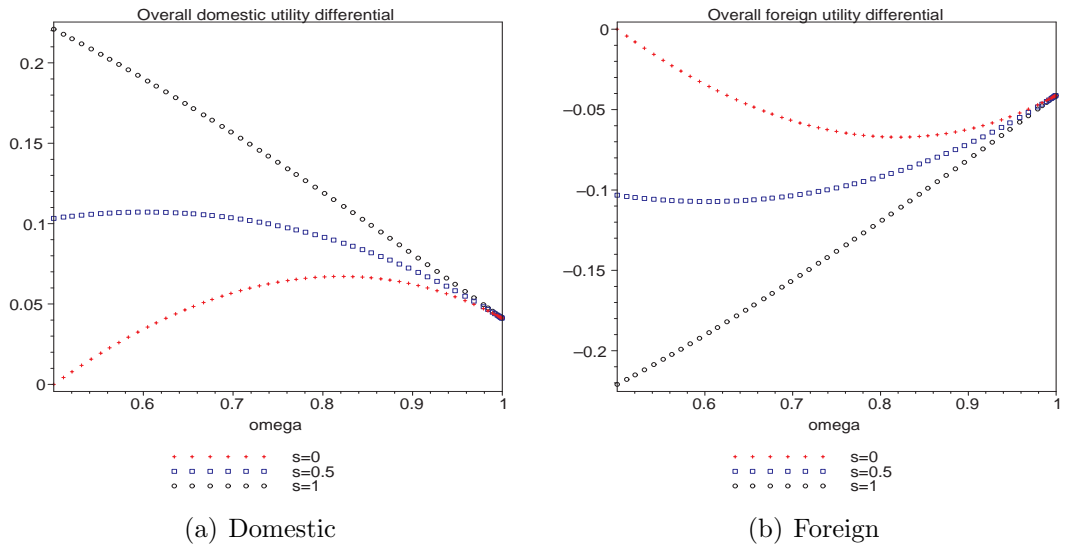 Overall domestic utility differential
0.2
0.15
0.1
0.05
0
0.6 0.7 0.8 0.9 1
omega
s=0
s=0.5
s=1
(a) Domestic
Overall foreign utility differential
0
−0.05
−0.1
−0.15
−0.2
0.6 0.7 0.8 0.9 1
omega
s=0
s=0.5
s=1
(b) Foreign